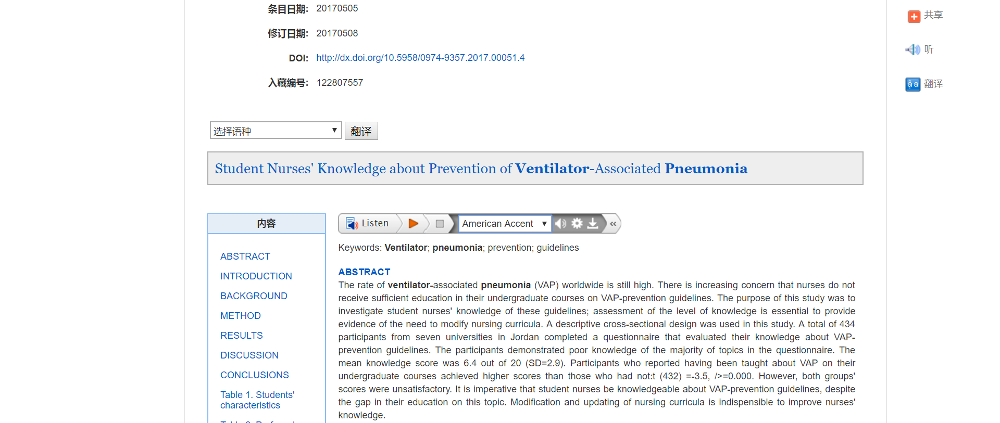 条目日期: 20170505
修订日期: 20170508
DOI: http://dx.doi.org/10.5958/0974-9357.2017.00051.4
入藏编号: 122807557
共享
听
翻译
选择语种 翻译
Student Nurses' Knowledge about Prevention of Ventilator-Associated Pneumonia
内容
ABSTRACT
INTRODUCTION
BACKGROUND
METHOD
RESULTS
DISCUSSION
CONCLUSIONS
Table 1. Students'
characteristics
Listen American Accent
Keywords: Ventilator; pneumonia; prevention; guidelines
ABSTRACT
The rate of ventilator-associated pneumonia (VAP) worldwide is still high. There is increasing concern that nurses do not
receive sufficient education in their undergraduate courses on VAP-prevention guidelines. The purpose of this study was to
investigate student nurses' knowledge of these guidelines; assessment of the level of knowledge is essential to provide
evidence of the need to modify nursing curricula. A descriptive cross-sectional design was used in this study. A total of 434
participants from seven universities in Jordan completed a questionnaire that evaluated their knowledge about VAP-
prevention guidelines. The participants demonstrated poor knowledge of the majority of topics in the questionnaire. The
mean knowledge score was 6.4 out of 20 (SD=2.9). Participants who reported having been taught about VAP on their
undergraduate courses achieved higher scores than those who had not:t (432) =-3.5, />=0.000. However, both groups'
scores were unsatisfactory. It is imperative that student nurses be knowledgeable about VAP-prevention guidelines, despite
the gap in their education on this topic. Modification and updating of nursing curricula is indispensible to improve nurses'
knowledge.